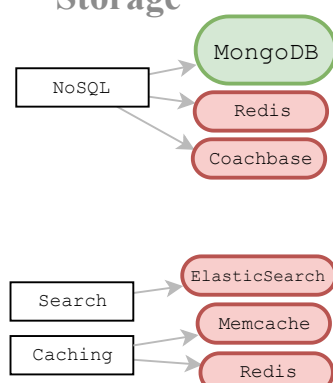 Storage
MongoDB
NoSQL
Redis
Coachbase
ElasticSearch
Search
Memcache
Caching
Redis